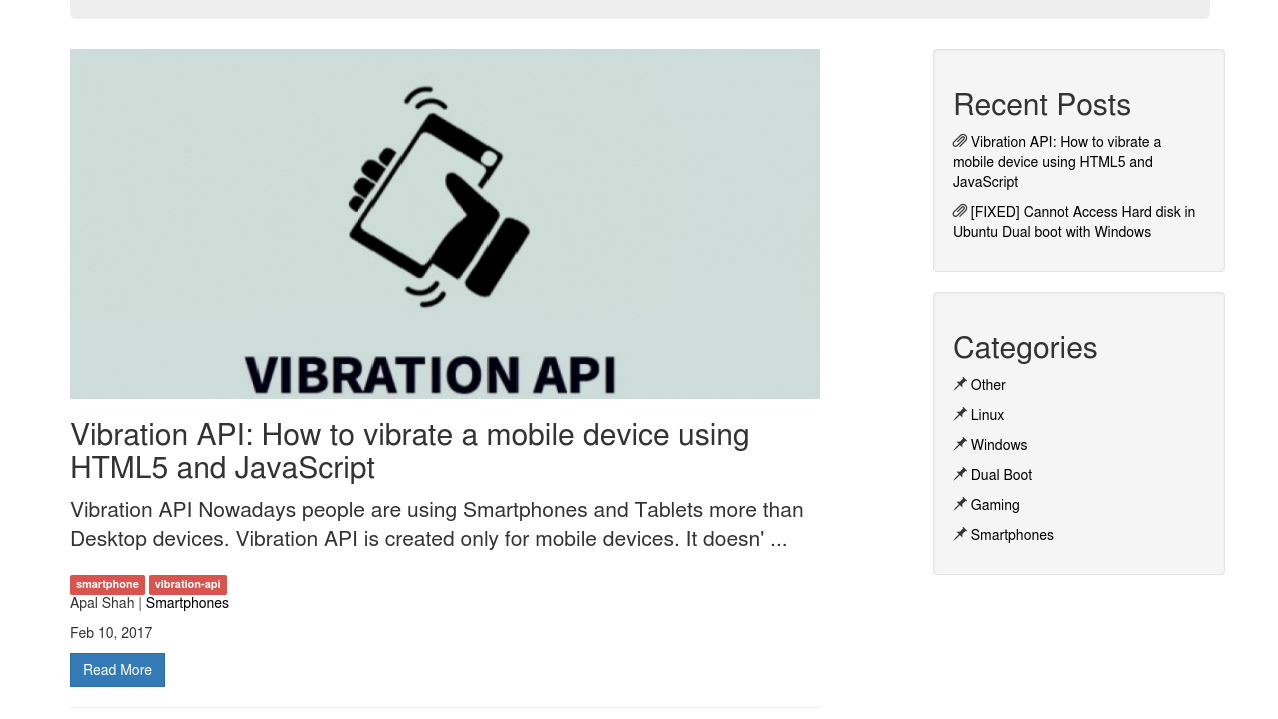 VIBRATION API
Vibration API: How to vibrate a mobile device using
HTML5 and JavaScript
Vibration API Nowadays people are using Smartphones and Tablets more than
Desktop devices. Vibration API is created only for mobile devices. It doesn' ...
smartphone vibration-api
Apal Shah | Smartphones
Feb 10, 2017
Read More
Recent Posts
Vibration API: How to vibrate a
mobile device using HTML5 and
JavaScript
[FIXED] Cannot Access Hard disk in
Ubuntu Dual boot with Windows
Categories
Other
Linux
Windows
Dual Boot
Gaming
Smartphones